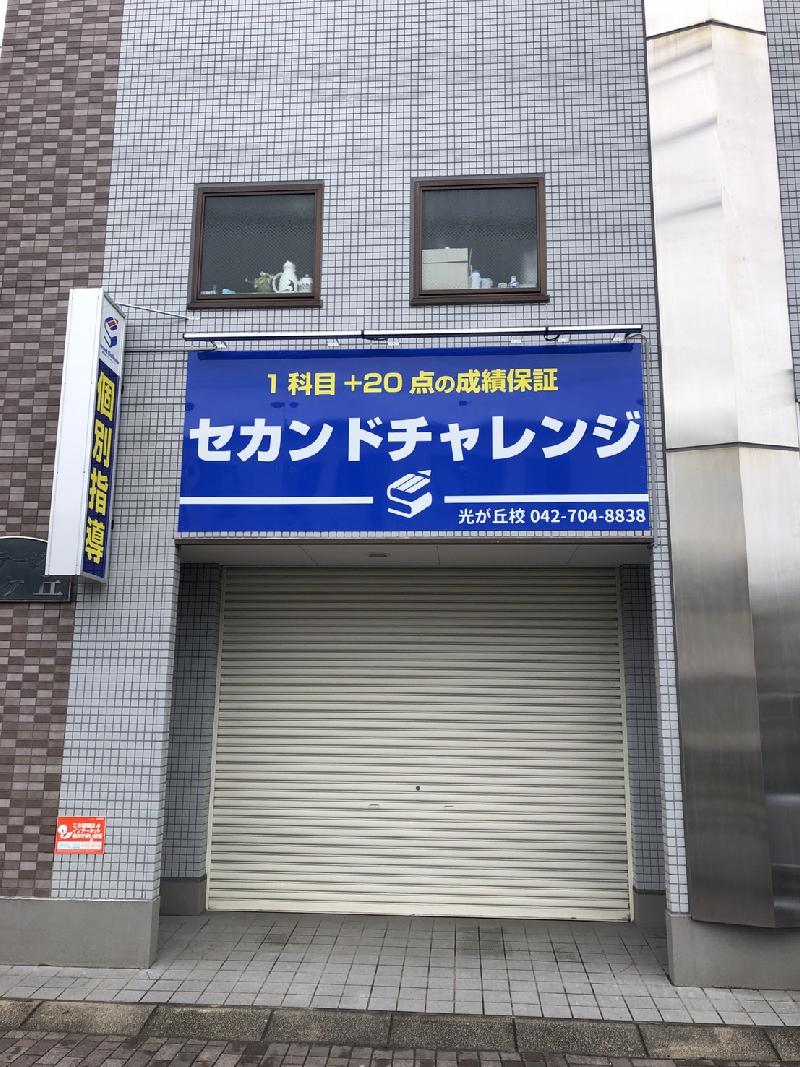 1科目+20点の成績保証
セカンドチャレンジ
光が丘校 042-704-8838
個別指導
丘